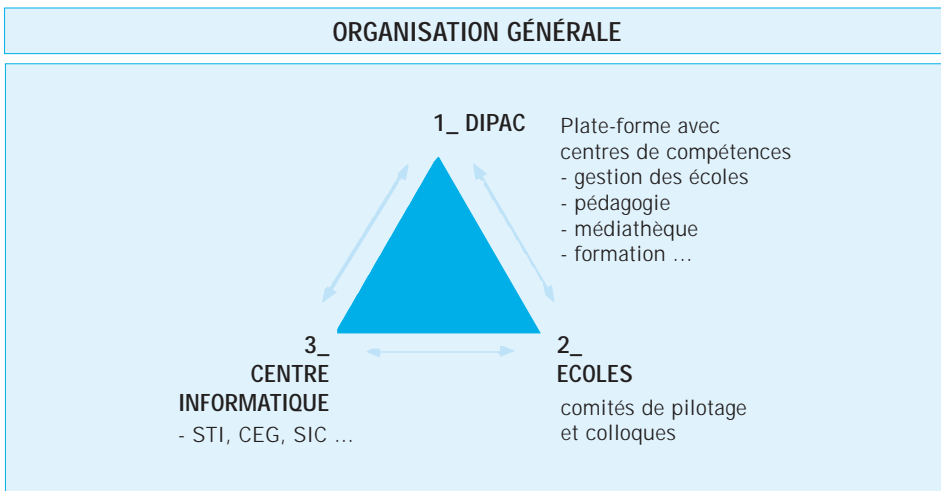 ORGANISATION GÉNÉRALE
1_ DIPAC
Plate-forme avec
centres de compétences
- gestion des écoles
- pédagogie
- médiathèque
- formation ...
3_
CENTRE
INFORMATIQUE
- STI, CEG, SIC ...
2_
ECOLES
comités de pilotage
et colloques